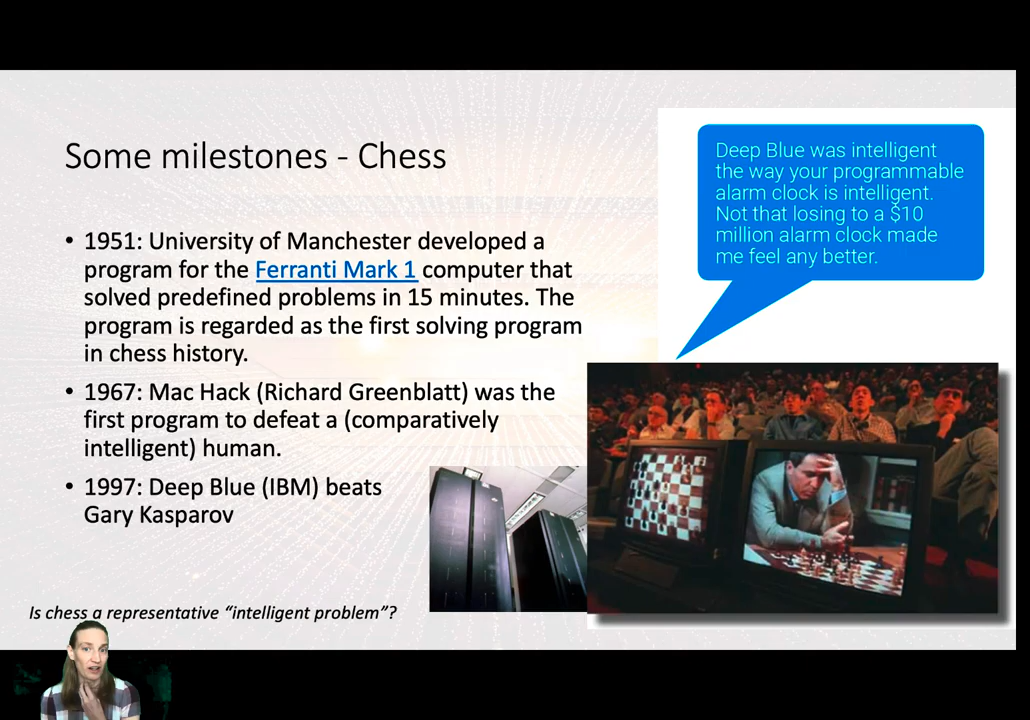 Some milestones - Chess
• 1951: University of Manchester developed a
program for the Ferranti Mark 1 computer that
solved predefined problems in 15 minutes. The
program is regarded as the first solving program
in chess history.
• 1967: Mac Hack (Richard Greenblatt) was the
first program to defeat a (comparatively
intelligent) human.
• 1997: Deep Blue (IBM) beats
Gary Kasparov
Is chess a representative “intelligent problem”?
Deep Blue was intelligent
the way your programmable
alarm clock is intelligent.
Not that losing to a $10
million alarm clock made
me feel any better.